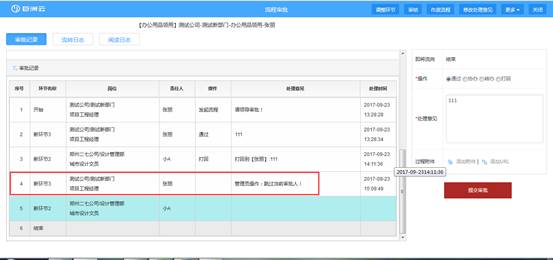 巨洲云 流程审批 调整环节 审核 作废流程 修改处理意见 更多 关闭
【办公用品领用】测试公司-测试新部门-办公用品领用-张丽
审批记录 流转日志 阅读日志
审批记录
序号 环节名称 岗位 责任人 操作 处理意见 处理时间
1 开始 测试公司/测试新部门 项目工程经理 张丽 发起流程 请领导审批！ 2017-09-23 13:28:28
2 新环节3 测试公司/测试新部门 项目工程经理 张丽 通过 111 2017-09-23 13:28:34
3 新环节2 郑州二七公司/设计管理部 城市设计文员 小A 打回 打回到【张丽】:111 2017-09-23 14:11:36
4 新环节3 测试公司/测试新部门 项目工程经理 张丽 管理员操作：跳过当前审批人！ 2017-09-23 15:09:49
5 新环节2 郑州二七公司/设计管理部 城市设计文员 小A
6 结束
即将流向 结束
*操作 通过 协办 转办 打回
*处理意见 111
过程附件 添加附件 | 添加URL
2017-09-2314:11:36
提交审批